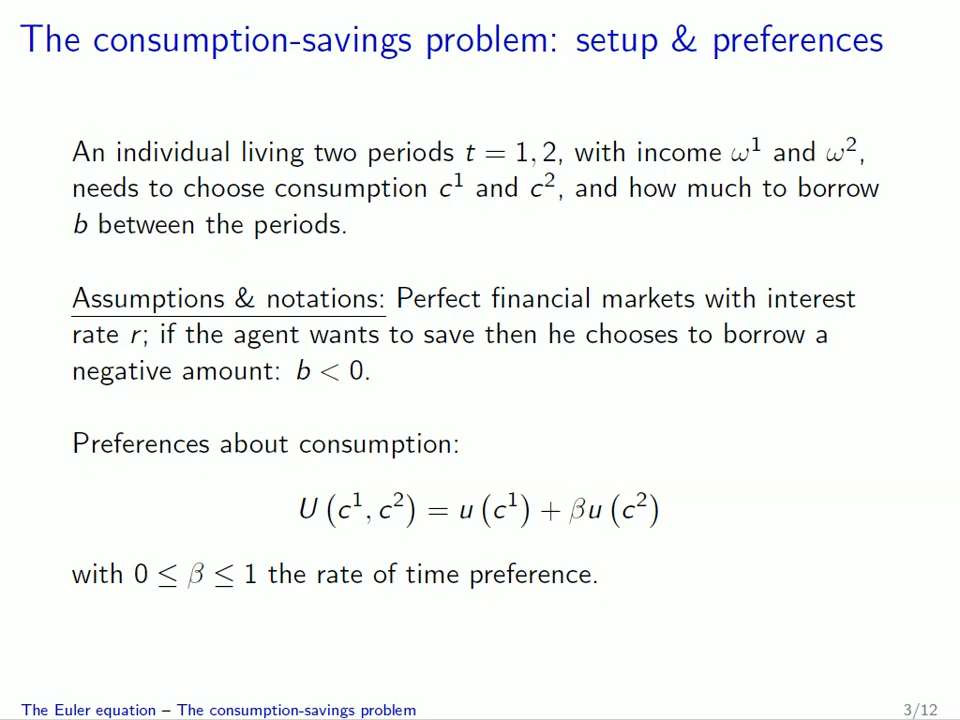 The consumption-savings problem: setup & preferences
An individual living two periods t = 1, 2, with income ω¹ and ω²,
needs to choose consumption c¹ and c², and how much to borrow
b between the periods.
Assumptions & notations: Perfect financial markets with interest
rate r; if the agent wants to save then he chooses to borrow a
negative amount: b < 0.
Preferences about consumption:
U (c¹, c²) = u (c¹) + βu (c²)
with 0 ≤ β ≤ 1 the rate of time preference.
The Euler equation – The consumption-savings problem
3/12